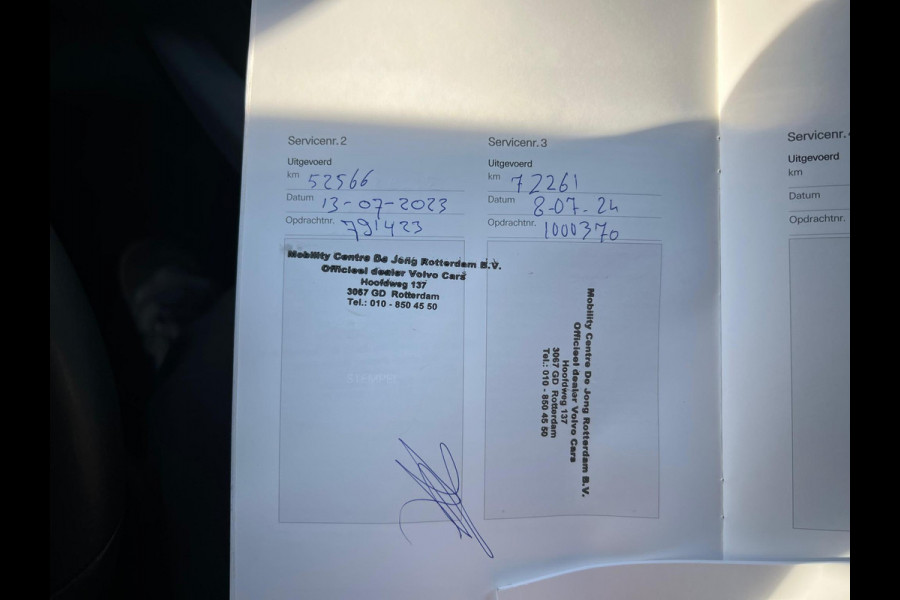 Servicenr. 2
Uitgevoerd
km 52566
Datum 13-07-2023
Opdrachtnr. 791423
Mobility Centre De Jong Rotterdam B.V.
Officieel dealer Volvo Cars
Hoofdweg 137
3067 GD Rotterdam
Tel.: 010 - 850 45 50
Servicenr. 3
Uitgevoerd
km 72261
Datum 8-07-24
Opdrachtnr. 1000370
Mobility Centre De Jong Rotterdam B.V.
Officieel dealer Volvo Cars
Hoofdweg 137
3067 GD Rotterdam
Tel.: 010 - 850 45 50
Servicenr.
Uitgevoerd
km
Datum
Opdrachtnr.